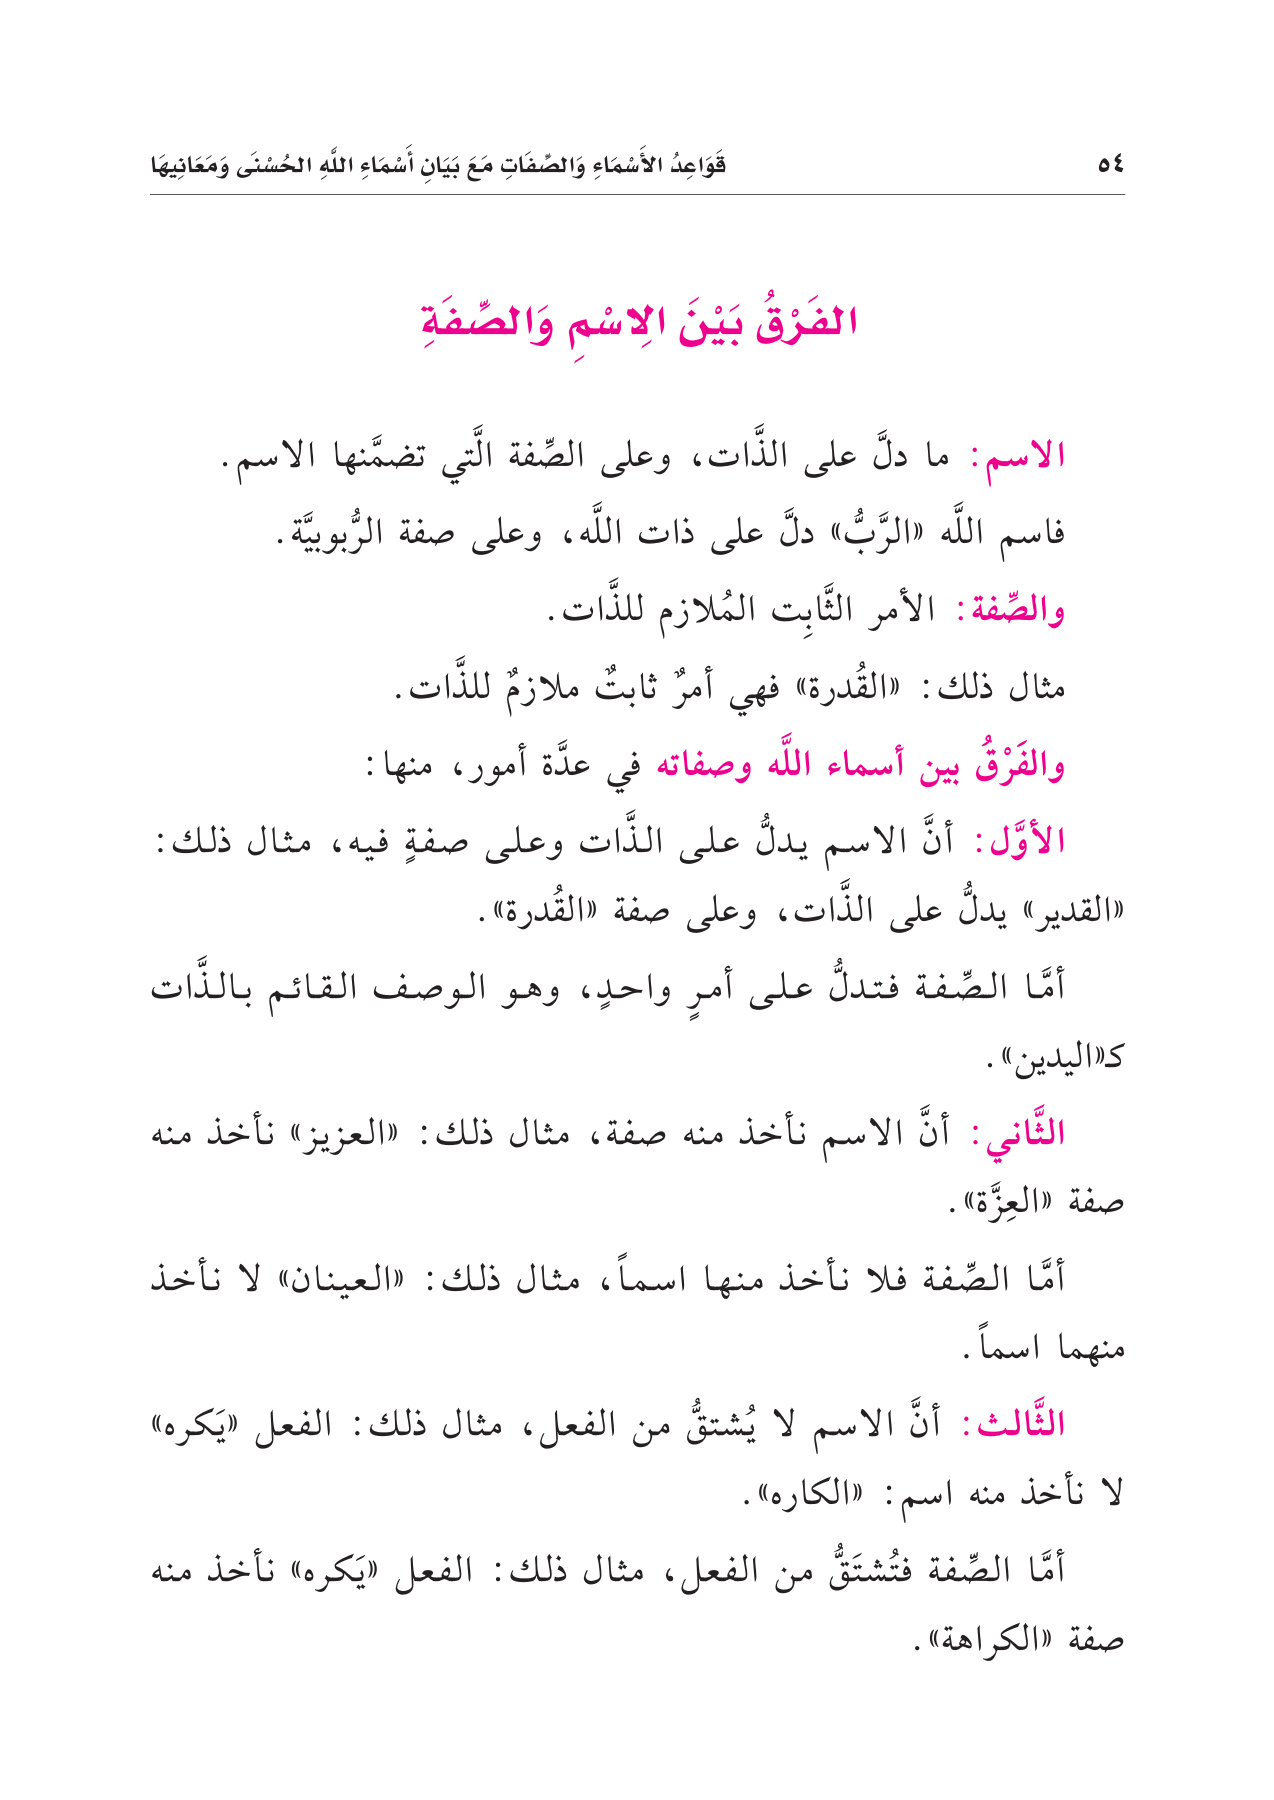 ٥٤ قَوَاعِدُ الأَسْمَاءِ وَالصِّفَاتِ مَعَ بَيَانِ أَسْمَاءِ اللَّهِ الحُسْنَى وَمَعَانِيهَا
الفَرْقُ بَيْنَ الِاسْمِ وَالصِّفَةِ
الاسم: ما دلَّ على الذَّات، وعلى الصِّفة الَّتي تضمَّنها الاسم.
فاسم اللَّه «الرَّبُّ» دلَّ على ذات اللَّه، وعلى صفة الرُّبوبيَّة.
والصِّفة: الأمر الثَّابِت المُلازم للذَّات.
مثال ذلك: «القُدرة» فهي أمرٌ ثابتٌ ملازمٌ للذَّات.
والفَرْقُ بين أسماء اللَّه وصفاته في عدَّة أمور، منها:
الأوَّل: أنَّ الاسم يدلُّ على الذَّات وعلى صفةٍ فيه، مثال ذلك:
«القدير» يدلُّ على الذَّات، وعلى صفة «القُدرة».
أمَّا الصِّفة فتدلُّ على أمرٍ واحدٍ، وهو الوصف القائم بالذَّات
كـ«اليدين».
الثَّاني: أنَّ الاسم نأخذ منه صفة، مثال ذلك: «العزيز» نأخذ منه
صفة «العِزَّة».
أمَّا الصِّفة فلا نأخذ منها اسماً، مثال ذلك: «العينان» لا نأخذ
منهما اسماً.
الثَّالث: أنَّ الاسم لا يُشتقُّ من الفعل، مثال ذلك: الفعل «يَكره»
لا نأخذ منه اسم: «الكاره».
أمَّا الصِّفة فتُشتَقُّ من الفعل، مثال ذلك: الفعل «يَكره» نأخذ منه
صفة «الكراهة».